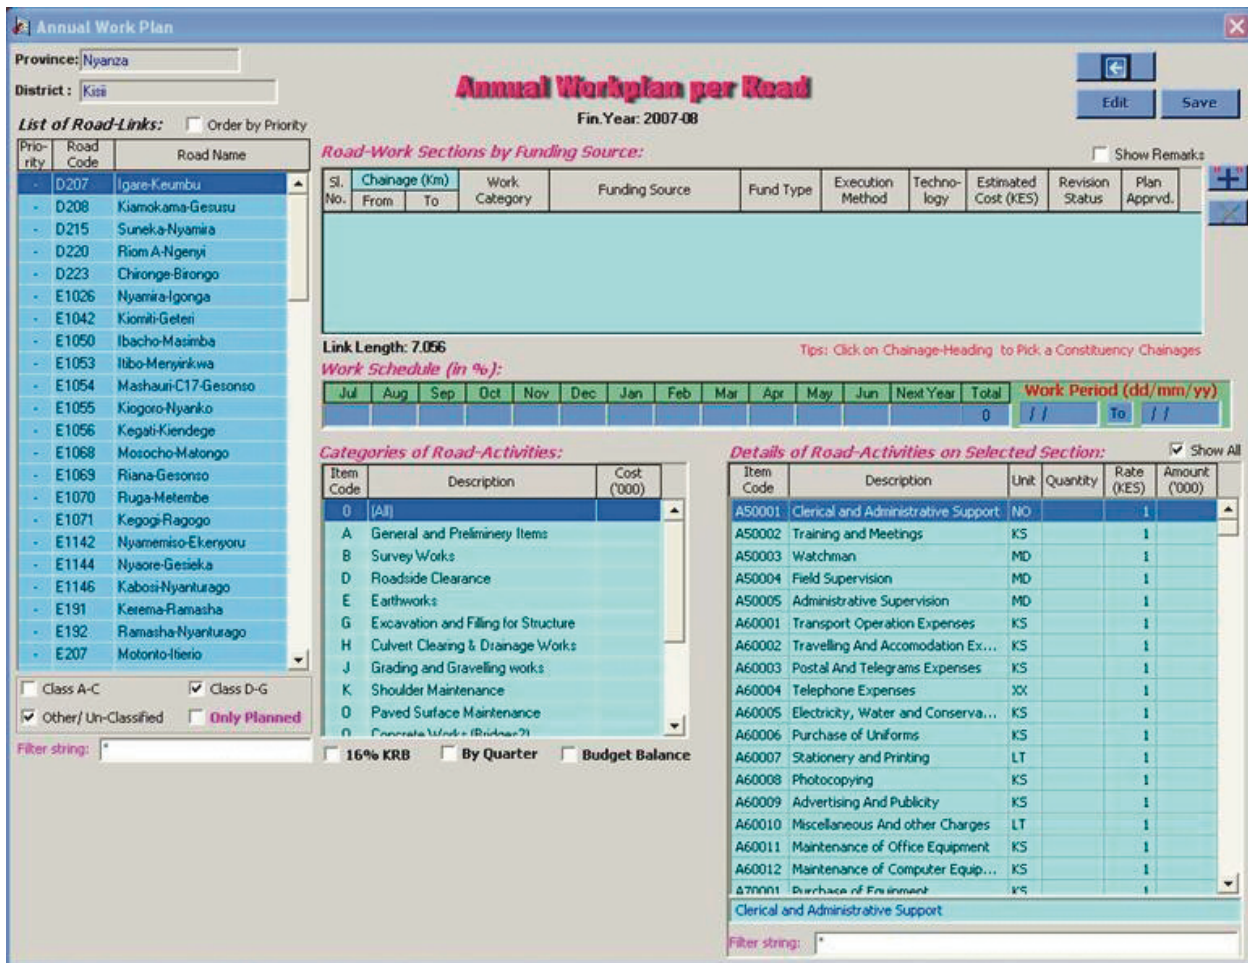 Annual Work Plan
Province: Nyanza
District : Kisii
Annual Workplan per Road
Fin.Year: 2007-08
Edit Save
List of Road-Links: Order by Priority
Prio-rity Road Code Road Name
- D207 Igare-Keumbu
- D208 Kiamokama-Gesusu
- D215 Suneka-Nyamira
- D220 Riom A-Ngenyi
- D223 Chironge-Birongo
- E1026 Nyamira-Igonga
- E1042 Kiomiti-Geteri
- E1050 Ibacho-Masimba
- E1053 Itibo-Menyinkwa
- E1054 Mashauri-C17-Gesonso
- E1055 Kiogoro-Nyanko
- E1056 Kegati-Kiendege
- E1068 Mosocho-Matongo
- E1069 Riana-Gesonso
- E1070 Ruga-Metembe
- E1071 Kegogi-Ragogo
- E1142 Nyamemiso-Ekenyoru
- E1144 Nyaore-Gesieka
- E1146 Kabosi-Nyanturago
- E191 Kerema-Ramasha
- E192 Ramasha-Nyanturago
- E207 Motonto-Itierio
Class A-C Class D-G
Other/ Un-Classified Only Planned
Filter string: *
Road-Work Sections by Funding Source: Show Remarks
Sl. No. Chainage (Km) From To Work Category Funding Source Fund Type Execution Method Techno-logy Estimated Cost (KES) Revision Status Plan Apprvd.
Link Length: 7.056
Tips: Click on Chainage-Heading to Pick a Constituency Chainages
Work Schedule (in %):
Jul Aug Sep Oct Nov Dec Jan Feb Mar Apr May Jun Next Year Total Work Period (dd/mm/yy)
0 / / To / /
Categories of Road-Activities:
Item Code Description Cost ('000)
0 (All)
A General and Preliminery Items
B Survey Works
D Roadside Clearance
E Earthworks
G Excavation and Filling for Structure
H Culvert Clearing & Drainage Works
J Grading and Gravelling works
K Shoulder Maintenance
O Paved Surface Maintenance
Q Concrete Works (Bridges?)
16% KRB By Quarter Budget Balance
Details of Road-Activities on Selected Section: Show All
Item Code Description Unit Quantity Rate (KES) Amount ('000)
A50001 Clerical and Administrative Support NO 1
A50002 Training and Meetings KS 1
A50003 Watchman MD 1
A50004 Field Supervision MD 1
A50005 Administrative Supervision MD 1
A60001 Transport Operation Expenses KS 1
A60002 Travelling And Accomodation Ex... KS 1
A60003 Postal And Telegrams Expenses KS 1
A60004 Telephone Expenses XX 1
A60005 Electricity, Water and Conserva... KS 1
A60006 Purchase of Uniforms KS 1
A60007 Stationery and Printing LT 1
A60008 Photocopying KS 1
A60009 Advertising And Publicity KS 1
A60010 Miscellaneous And other Charges LT 1
A60011 Maintenance of Office Equipment KS 1
A60012 Maintenance of Computer Equip... KS 1
A70001 Purchase of Equipment KS 1
Clerical and Administrative Support
Filter string: *